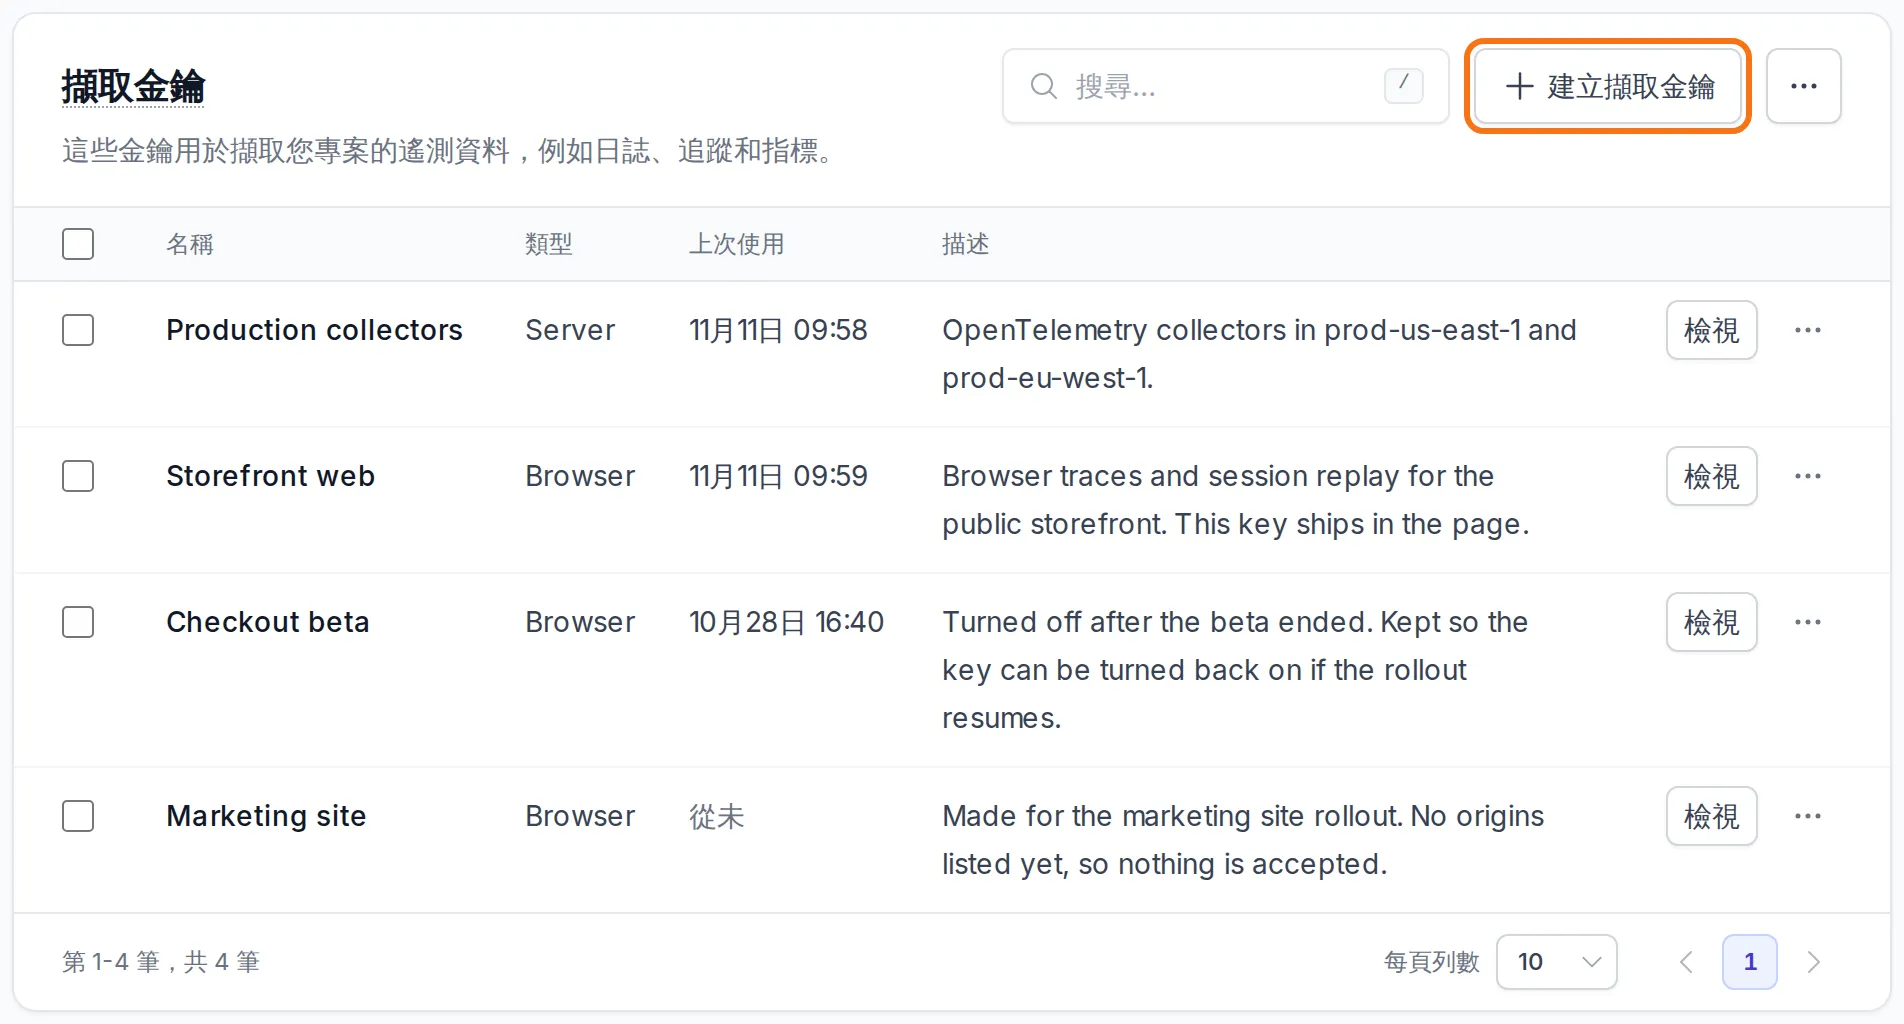 擷取金鑰
搜尋...
/
建立擷取金鑰
這些金鑰用於擷取您專案的遙測資料，例如日誌、追蹤和指標。
名稱 類型 上次使用 描述
Production collectors Server 11月11日 09:58 OpenTelemetry collectors in prod-us-east-1 and 檢視
prod-eu-west-1.
Storefront web Browser 11月11日 09:59 Browser traces and session replay for the 檢視
public storefront. This key ships in the page.
Checkout beta Browser 10月28日 16:40 Turned off after the beta ended. Kept so the 檢視
key can be turned back on if the rollout
resumes.
Marketing site Browser 從未 Made for the marketing site rollout. No origins 檢視
listed yet, so nothing is accepted.
第 1-4 筆，共 4 筆 每頁列數 10 1